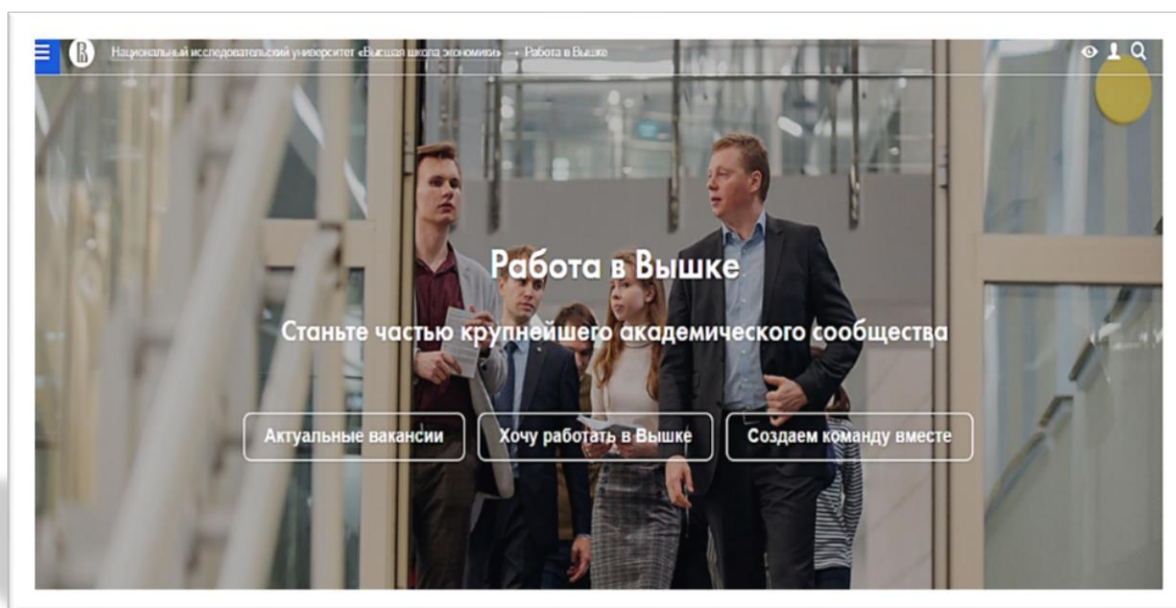 Национальный исследовательский университет «Высшая школа экономики» → Работа в Вышке
Работа в Вышке
Станьте частью крупнейшего академического сообщества
Актуальные вакансии
Хочу работать в Вышке
Создаем команду вместе